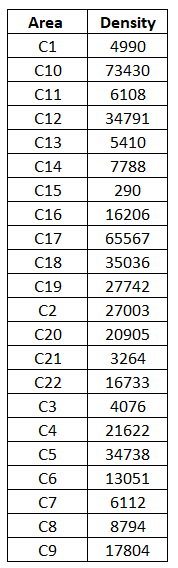 Area Density
C1 4990
C10 73430
C11 6108
C12 34791
C13 5410
C14 7788
C15 290
C16 16206
C17 65567
C18 35036
C19 27742
C2 27003
C20 20905
C21 3264
C22 16733
C3 4076
C4 21622
C5 34738
C6 13051
C7 6112
C8 8794
C9 17804